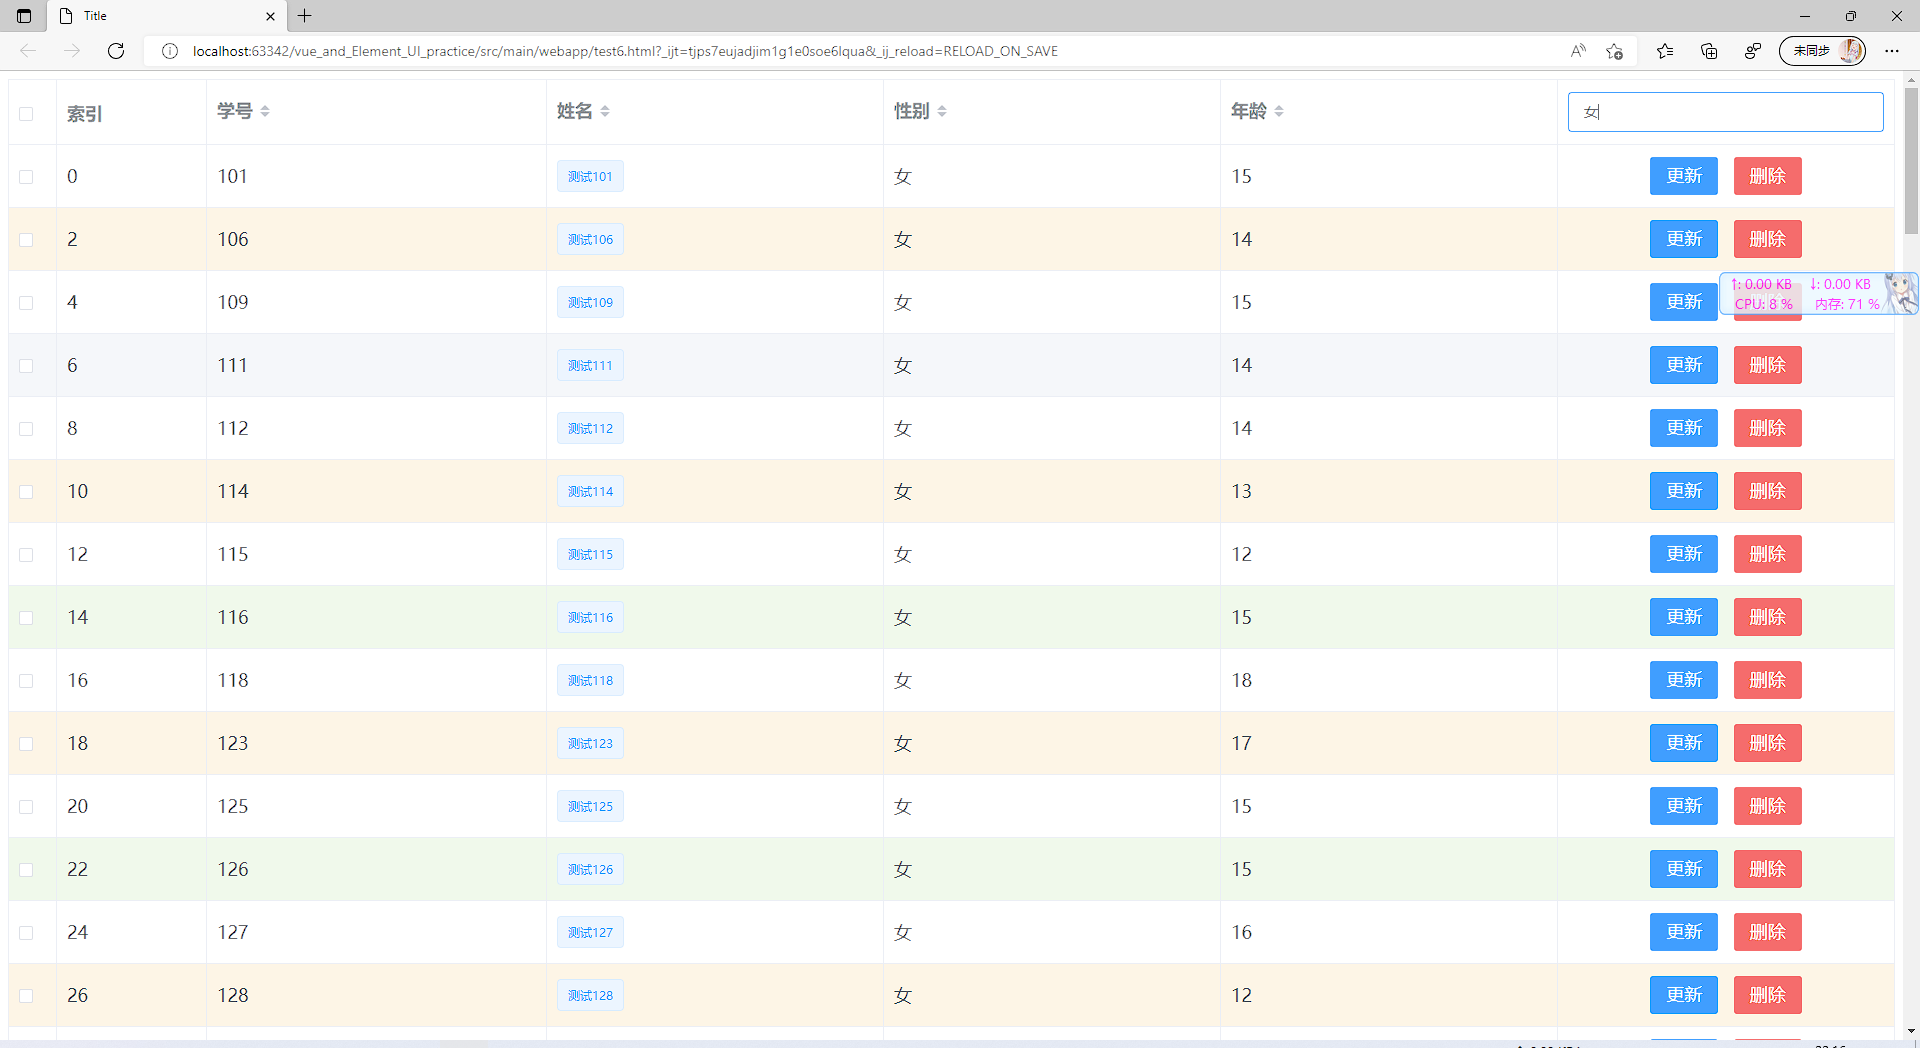 Title
localhost:63342/vue_and_Element_UI_practice/src/main/webapp/test6.html?_ijt=tjps7eujadjim1g1e0soe6lqua&_ij_reload=RELOAD_ON_SAVE
未同步
索引 学号 姓名 性别 年龄 女
0 101 测试101 女 15 更新 删除
2 106 测试106 女 14 更新 删除
↑: 0.00 KB ↓: 0.00 KB
4 109 测试109 女 15 更新
CPU: 8 % 内存: 71 %
6 111 测试111 女 14 更新 删除
8 112 测试112 女 14 更新 删除
10 114 测试114 女 13 更新 删除
12 115 测试115 女 12 更新 删除
14 116 测试116 女 15 更新 删除
16 118 测试118 女 18 更新 删除
18 123 测试123 女 17 更新 删除
20 125 测试125 女 15 更新 删除
22 126 测试126 女 15 更新 删除
24 127 测试127 女 16 更新 删除
26 128 测试128 女 12 更新 删除